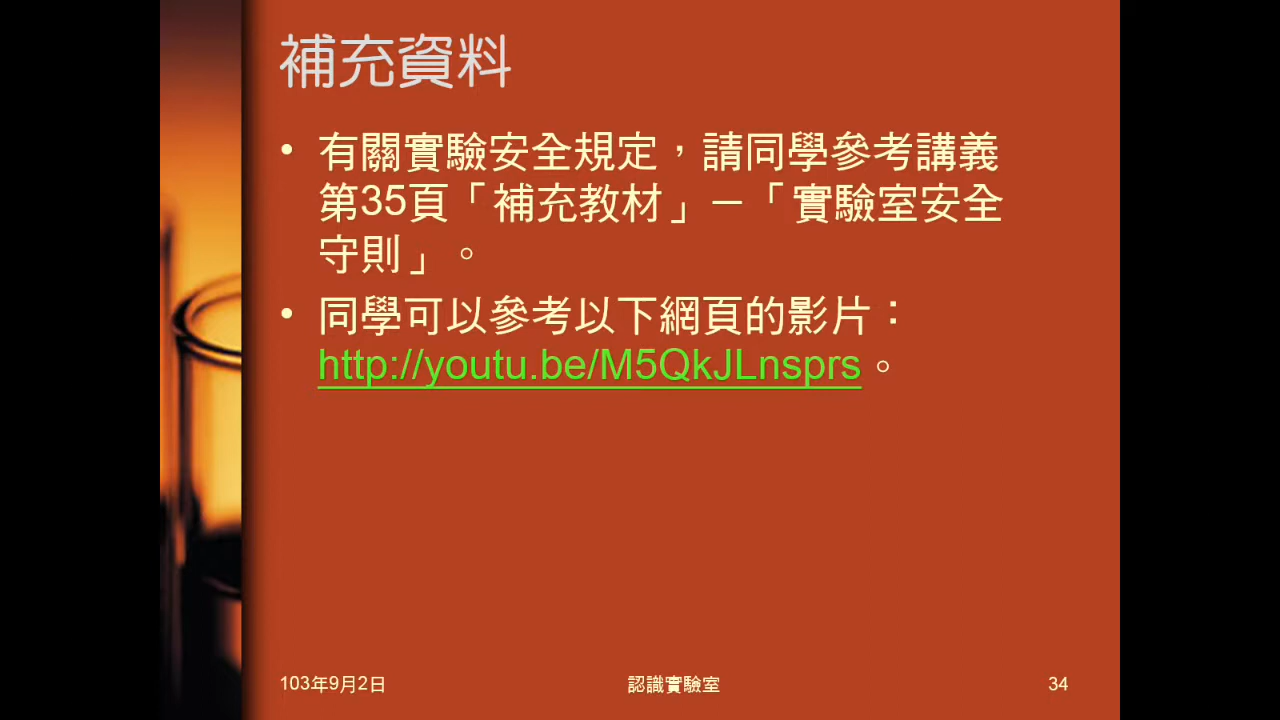 補充資料
• 有關實驗安全規定，請同學參考講義
第35頁「補充教材」—「實驗室安全
守則」。
• 同學可以參考以下網頁的影片：
http://youtu.be/M5QkJLnsprs。
103年9月2日
認識實驗室
34